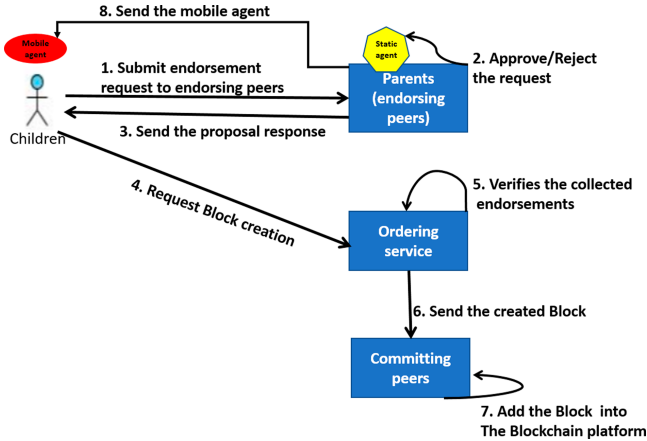 8. Send the mobile agent
Mobile
agent
Static
agent
2. Approve/Reject
the request
1. Submit endorsement
request to endorsing peers
Parents
(endorsing
peers)
3. Send the proposal response
Children
4. Request Block creation
5. Verifies the collected
endorsements
Ordering
service
6. Send the created Block
Committing
peers
7. Add the Block into
The Blockchain platform